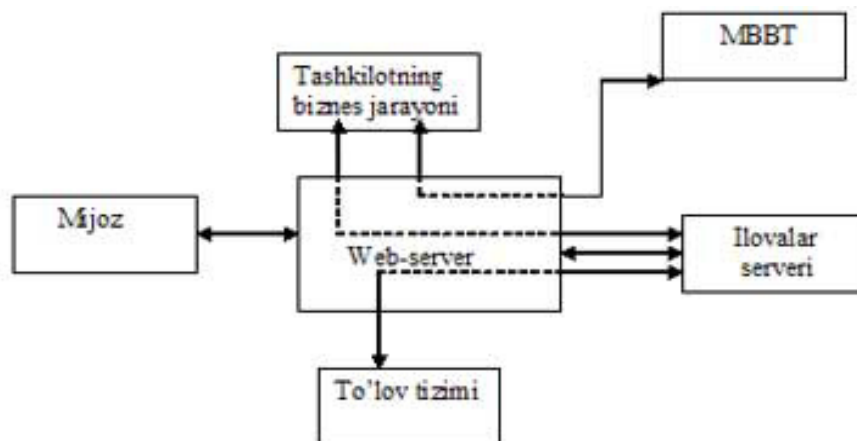 MBBT
Tashkilotning
biznes jarayoni
Mijoz
Web-server
Ilovalar
serveri
To’lov tizimi